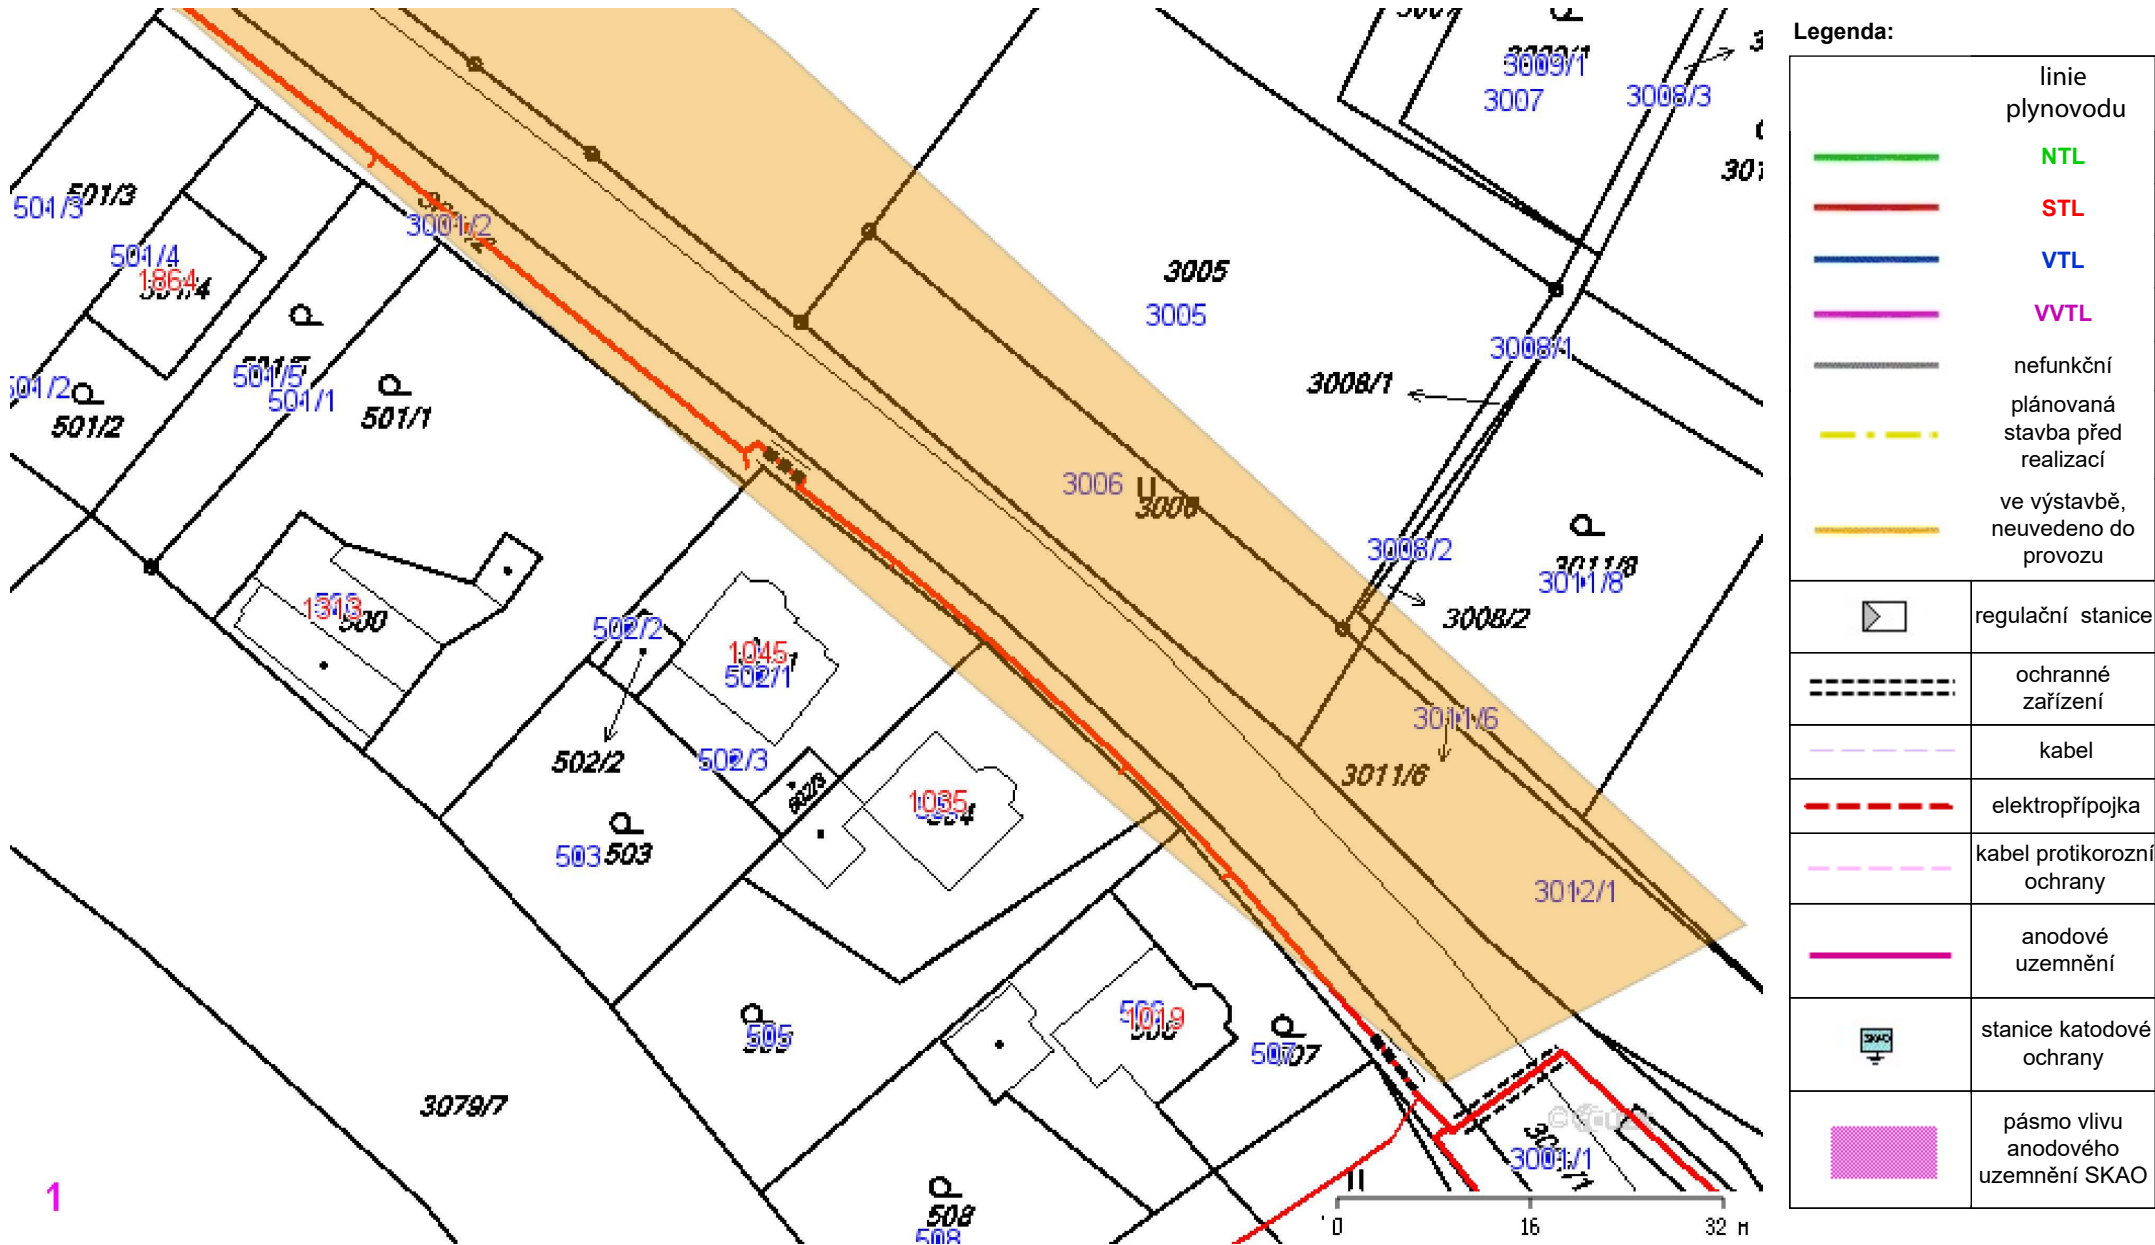 Legenda:
linie
plynovodu
NTL
STL
VTL
VVTL
nefunkční
plánovaná
stavba před
realizací
ve výstavbě,
neuvedeno do
provozu
regulační stanice
ochranné
zařízení
kabel
elektropřípojka
kabel protikorozní
ochrany
anodové
uzemnění
SKAO
stanice katodové
ochrany
pásmo vlivu
anodového
uzemnění SKAO
3009/1
3007
3008/3
501/3
501/3
3001/2
501/4
1864
3005
3005
3008/1
3008/1
501/5
501/1
501/1
501/2
501/2
3006
3006
3008/2
3011/8
3011/8
3008/2
1313
500
502/2
1045
502/1
502/2
502/3
502/3
3011/6
3011/6
1035
503 503
3012/1
505
1019
507
3079/7
3001/1
508
508
1
0 16 32